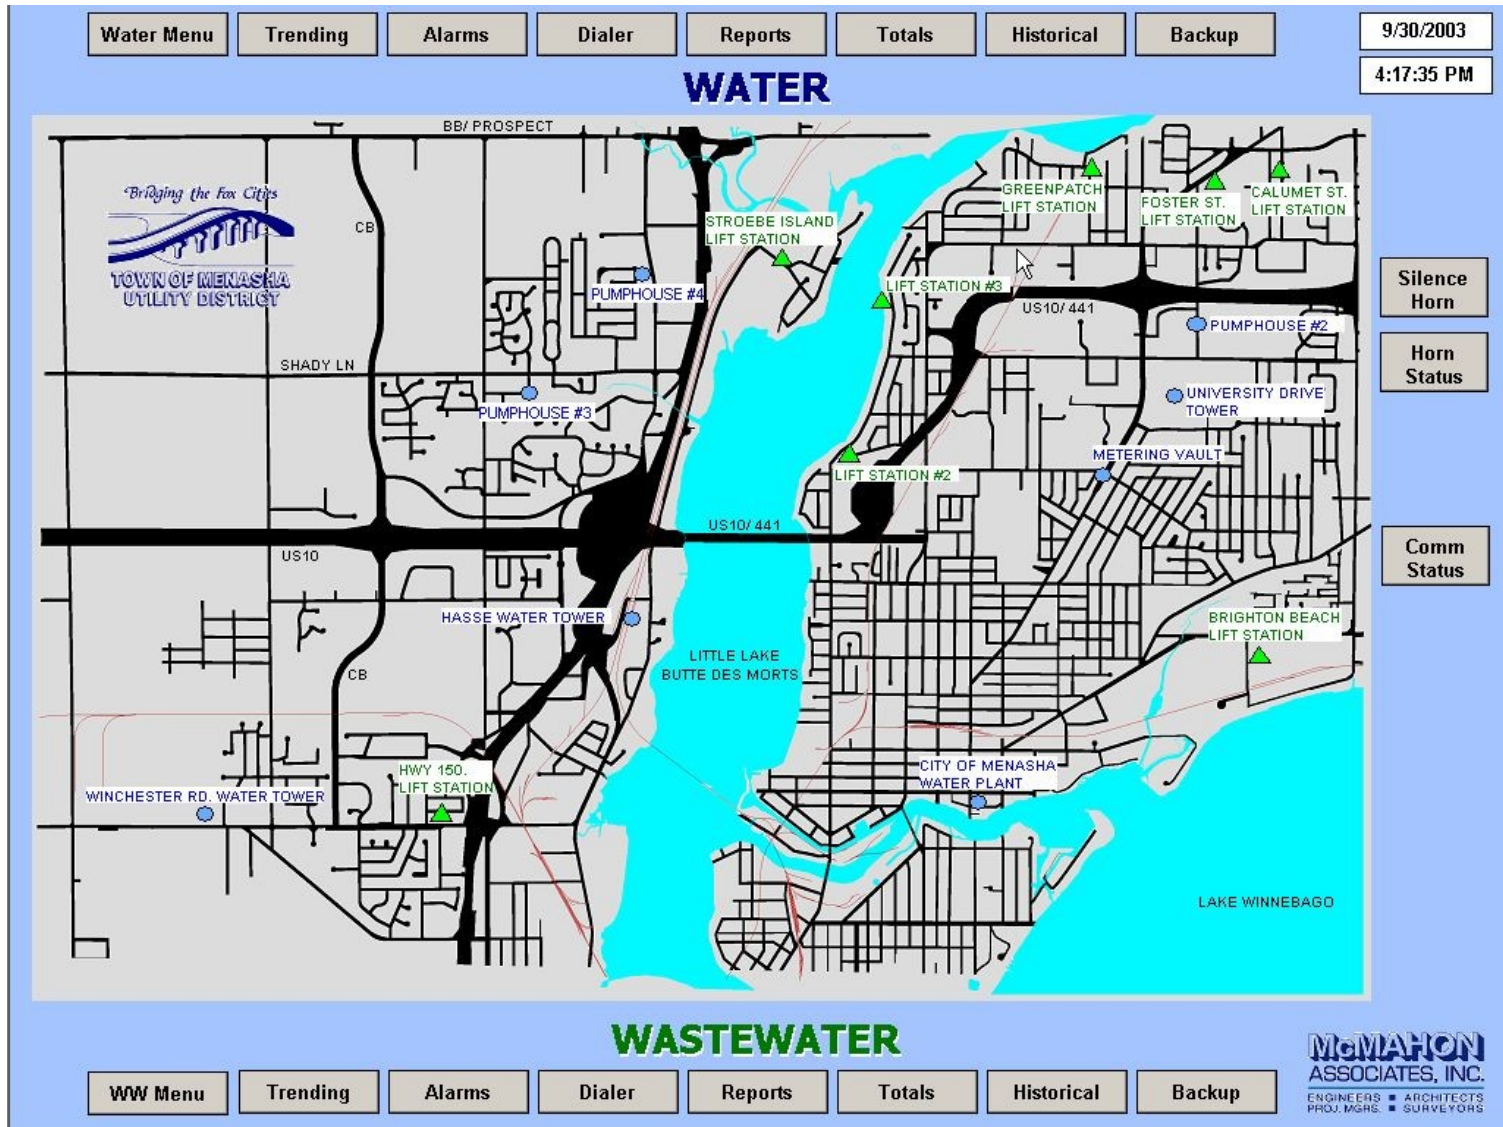 Water Menu
Trending
Alarms
Dialer
Reports
Totals
Historical
Backup
9/30/2003
4:17:35 PM
WATER
BB/ PROSPECT
Bridging the Fox Cities
TOWN OF MENASHA
UTILITY DISTRICT
CB
STROEBE ISLAND
LIFT STATION
GREENPATCH
LIFT STATION
FOSTER ST.
LIFT STATION
CALUMET ST.
LIFT STATION
PUMPHOUSE #4
LIFT STATION #3
US10/ 441
PUMPHOUSE #2
Silence
Horn
Horn
Status
SHADY LN
PUMPHOUSE #3
UNIVERSITY DRIVE
TOWER
METERING VAULT
LIFT STATION #2
US10/ 441
US10
Comm
Status
HASSE WATER TOWER
BRIGHTON BEACH
LIFT STATION
LITTLE LAKE
BUTTE DES MORTS
CB
HWY 150.
LIFT STATION
CITY OF MENASHA
WATER PLANT
WINCHESTER RD. WATER TOWER
LAKE WINNEBAGO
WASTEWATER
WW Menu
Trending
Alarms
Dialer
Reports
Totals
Historical
Backup
McMAHON
ASSOCIATES, INC.
ENGINEERS ■ ARCHITECTS
PROJ. MGRS. ■ SURVEYORS